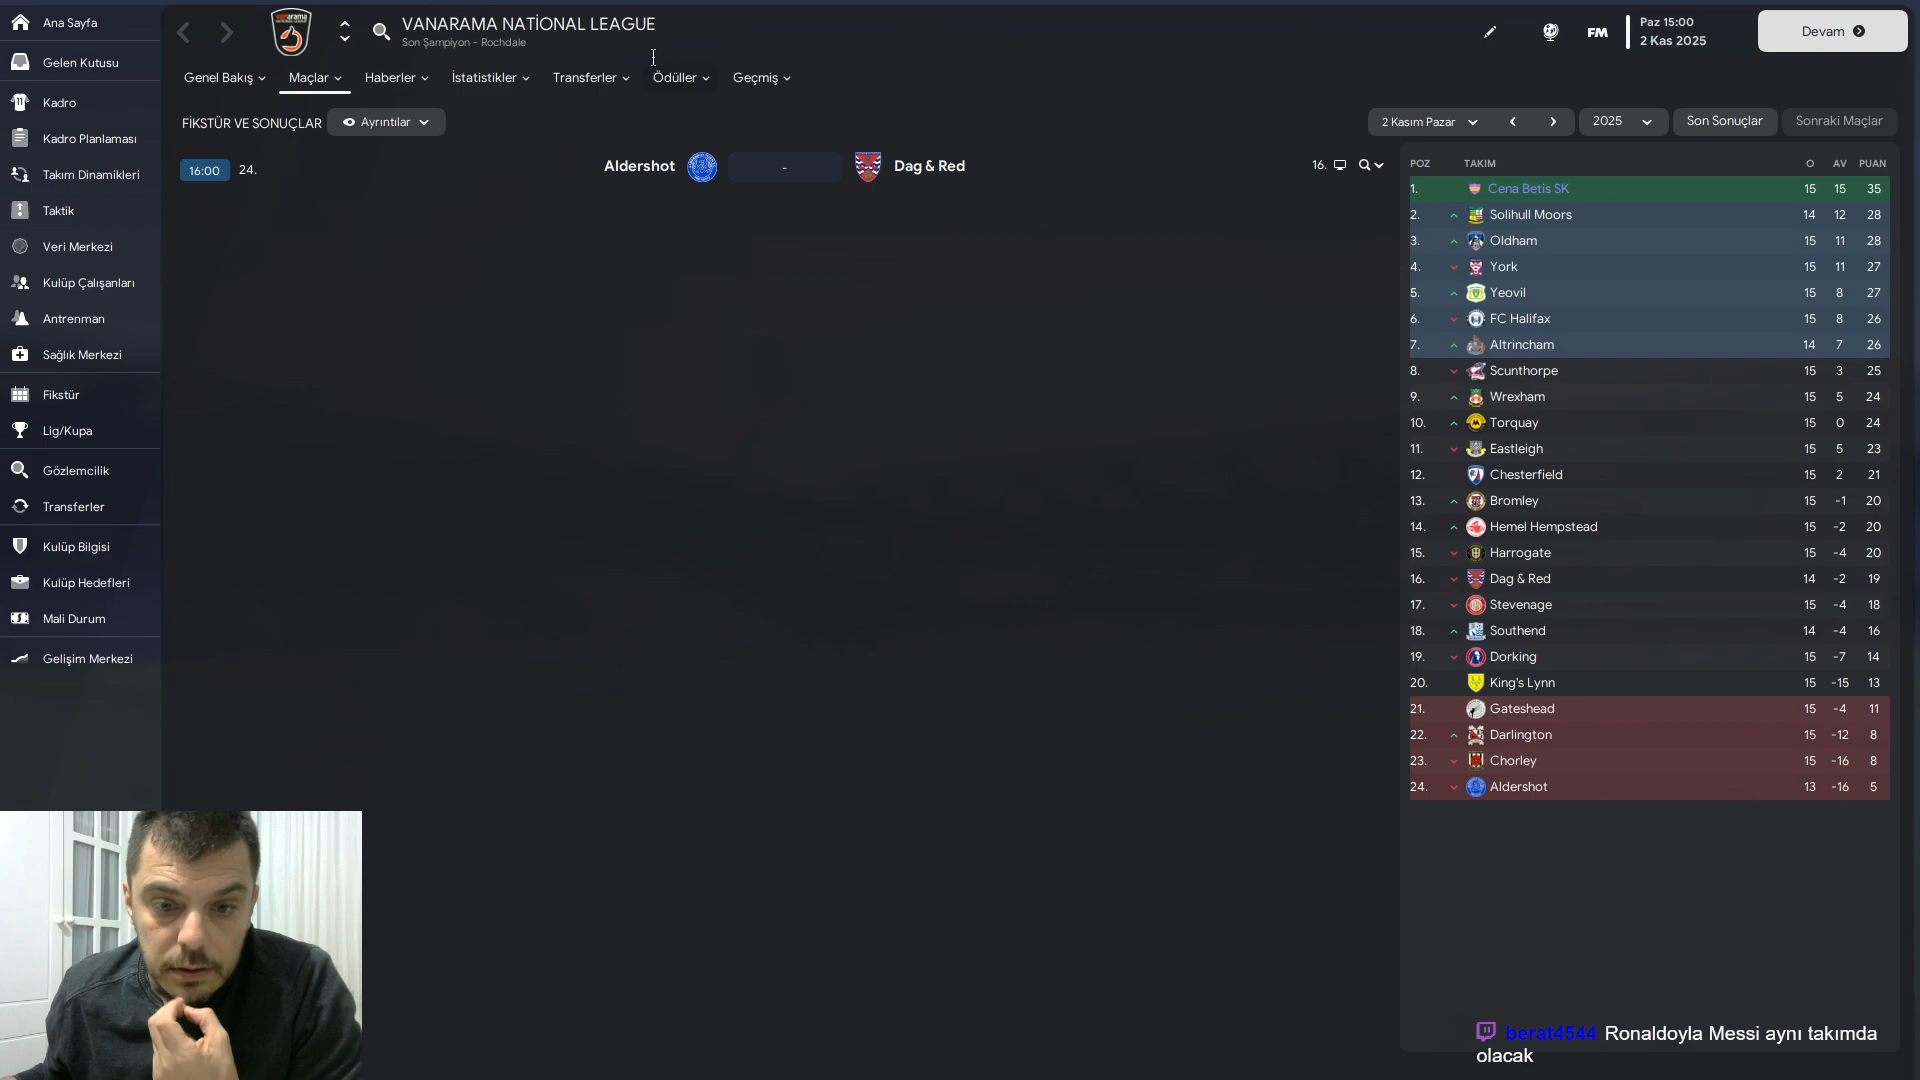 Ana Sayfa
Gelen Kutusu
Kadro
Kadro Planlaması
Takım Dinamikleri
Taktik
Veri Merkezi
Kulüp Çalışanları
Antrenman
Sağlık Merkezi
Fikstür
Lig/Kupa
Gözlemcilik
Transferler
Kulüp Bilgisi
Kulüp Hedefleri
Mali Durum
Gelişim Merkezi
VANARAMA NATİONAL LEAGUE
Son Şampiyon - Rochdale
FM
Paz 15:00
2 Kas 2025
Devam
Genel Bakış Maçlar Haberler İstatistikler Transferler Ödüller Geçmiş
FİKSTÜR VE SONUÇLAR Ayrıntılar
2 Kasım Pazar 2025 Son Sonuçlar Sonraki Maçlar
16:00 24. Aldershot - Dag & Red 16.
POZ TAKIM O AV PUAN
1. Cena Betis SK 15 15 35
2. Solihull Moors 14 12 28
3. Oldham 15 11 28
4. York 15 11 27
5. Yeovil 15 8 27
6. FC Halifax 15 8 26
7. Altrincham 14 7 26
8. Scunthorpe 15 3 25
9. Wrexham 15 5 24
10. Torquay 15 0 24
11. Eastleigh 15 5 23
12. Chesterfield 15 2 21
13. Bromley 15 -1 20
14. Hemel Hempstead 15 -2 20
15. Harrogate 15 -4 20
16. Dag & Red 14 -2 19
17. Stevenage 15 -4 18
18. Southend 14 -4 16
19. Dorking 15 -7 14
20. King's Lynn 15 -15 13
21. Gateshead 15 -4 11
22. Darlington 15 -12 8
23. Chorley 15 -16 8
24. Aldershot 13 -16 5
berat4544 Ronaldoyla Messi aynı takımda
olacak